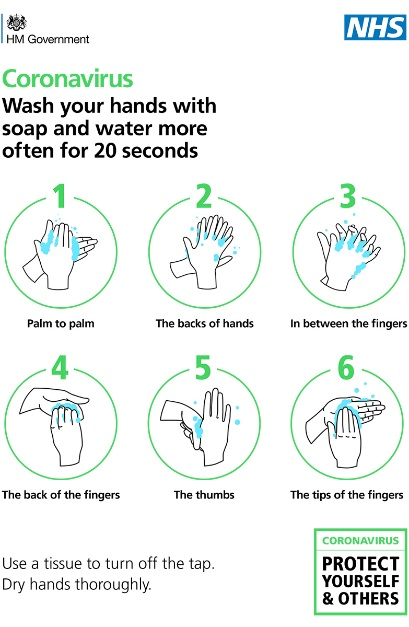 HM Government
NHS
Coronavirus
Wash your hands with
soap and water more
often for 20 seconds
1
2
3
Palm to palm
The backs of hands
In between the fingers
4
5
6
The back of the fingers
The thumbs
The tips of the fingers
Use a tissue to turn off the tap.
Dry hands thoroughly.
CORONAVIRUS
PROTECT
YOURSELF
& OTHERS